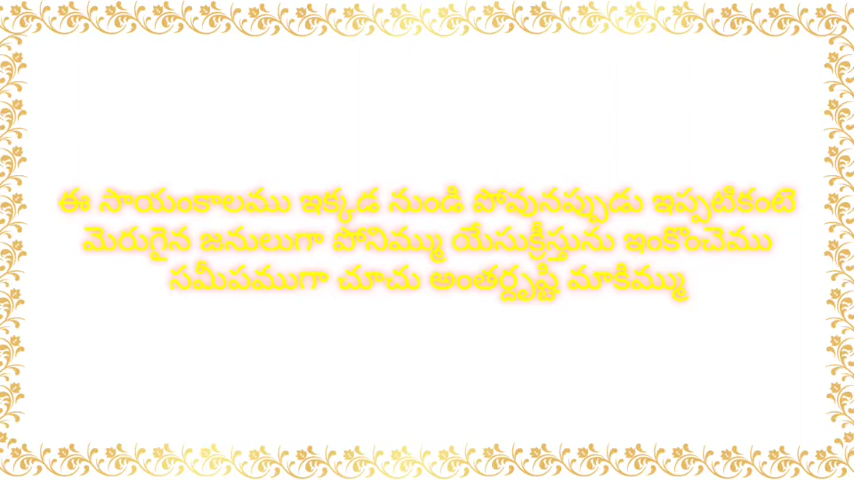 ఈ సాయంకాలము ఇక్కడ నుండి పోవునప్పుడు ఇప్పటికంటె
మెరుగైన జనులుగా పోనిమ్ము యేసుక్రీస్తును ఇంకొంచెము
సమీపముగా చూచు అంతర్దృష్టి మాకిమ్ము